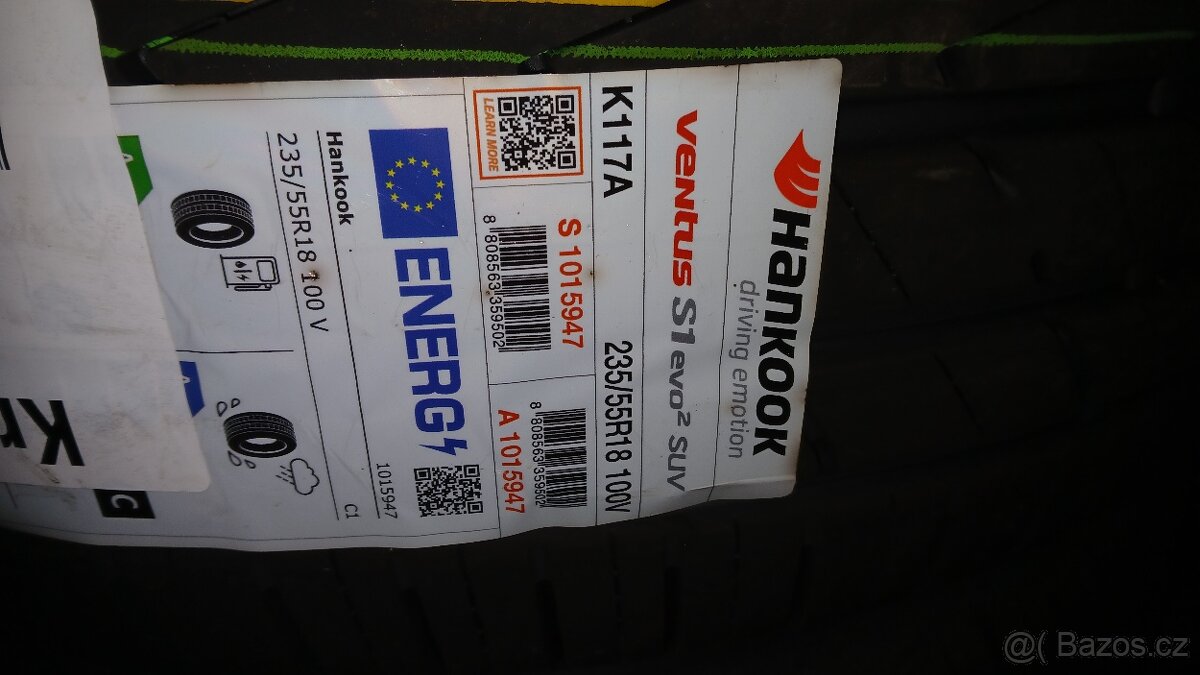 HANKOOK
driving emotion
VENTUS S1 evo² SUV
K117A
235/55R18 100V
LEARN MORE
S 1015947
8 808563 359502
A 1015947
8 808563 359502
ENERG
1015947
Hankook
235/55R18 100 V
C1
A
A
C
Kr
@( Bazos.cz